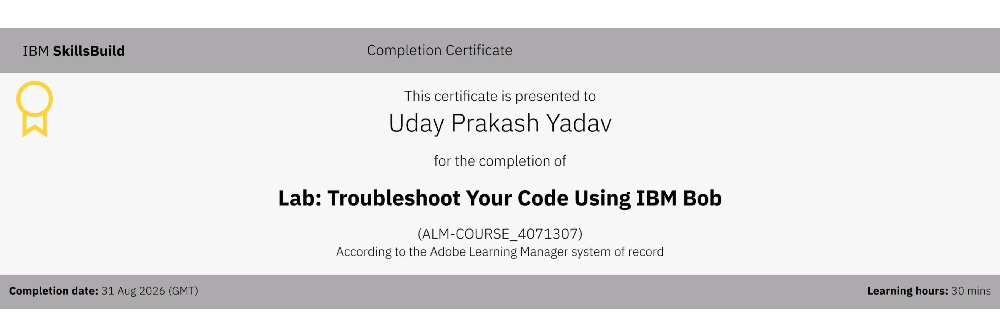 IBM SkillsBuild
Completion Certificate
This certificate is presented to
Uday Prakash Yadav
for the completion of
Lab: Troubleshoot Your Code Using IBM Bob
(ALM-COURSE_4071307)
According to the Adobe Learning Manager system of record
Completion date: 31 Aug 2026 (GMT)
Learning hours: 30 mins